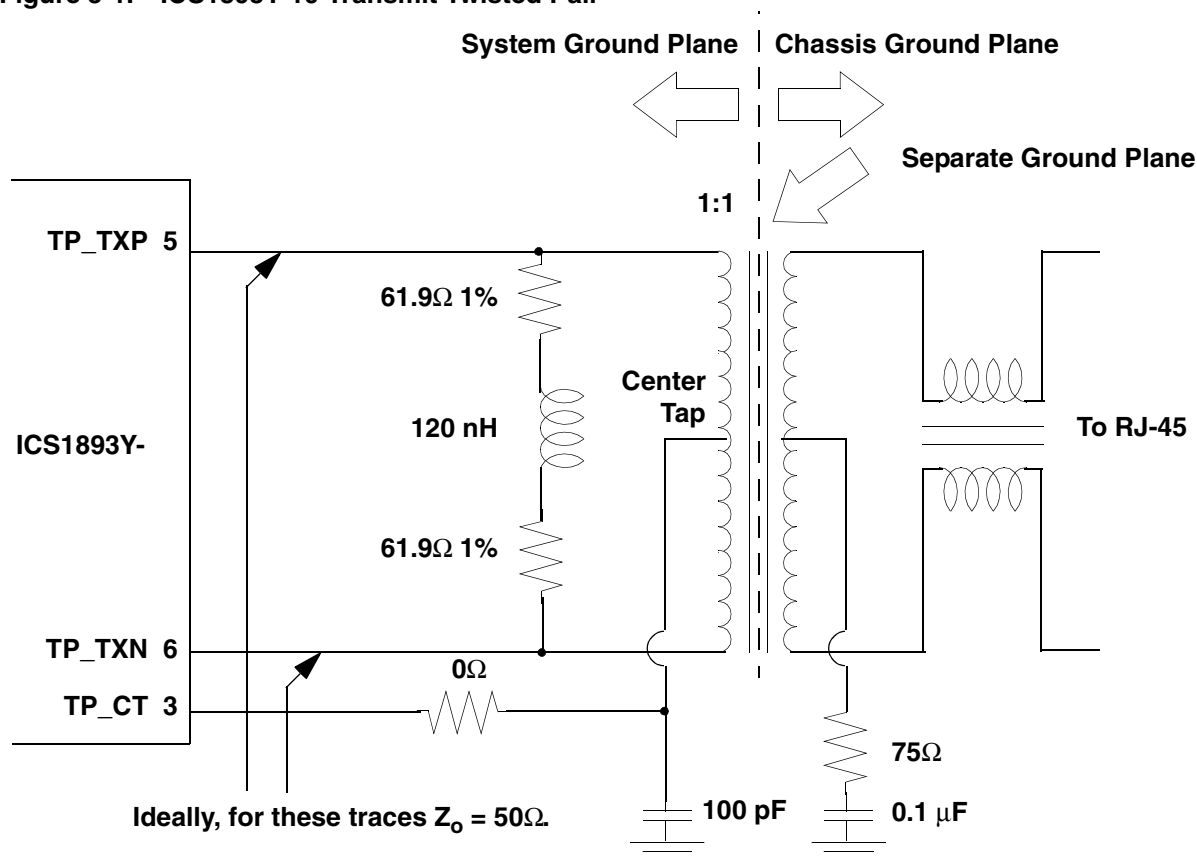 System Ground Plane
Chassis Ground Plane
Separate Ground Plane
1:1
TP_TXP 5
61.9Ω 1%
Center
Tap
120 nH
To RJ-45
ICS1893Y-
61.9Ω 1%
TP_TXN 6
0Ω
TP_CT 3
75Ω
100 pF
0.1 μF
Ideally, for these traces Zo = 50Ω.